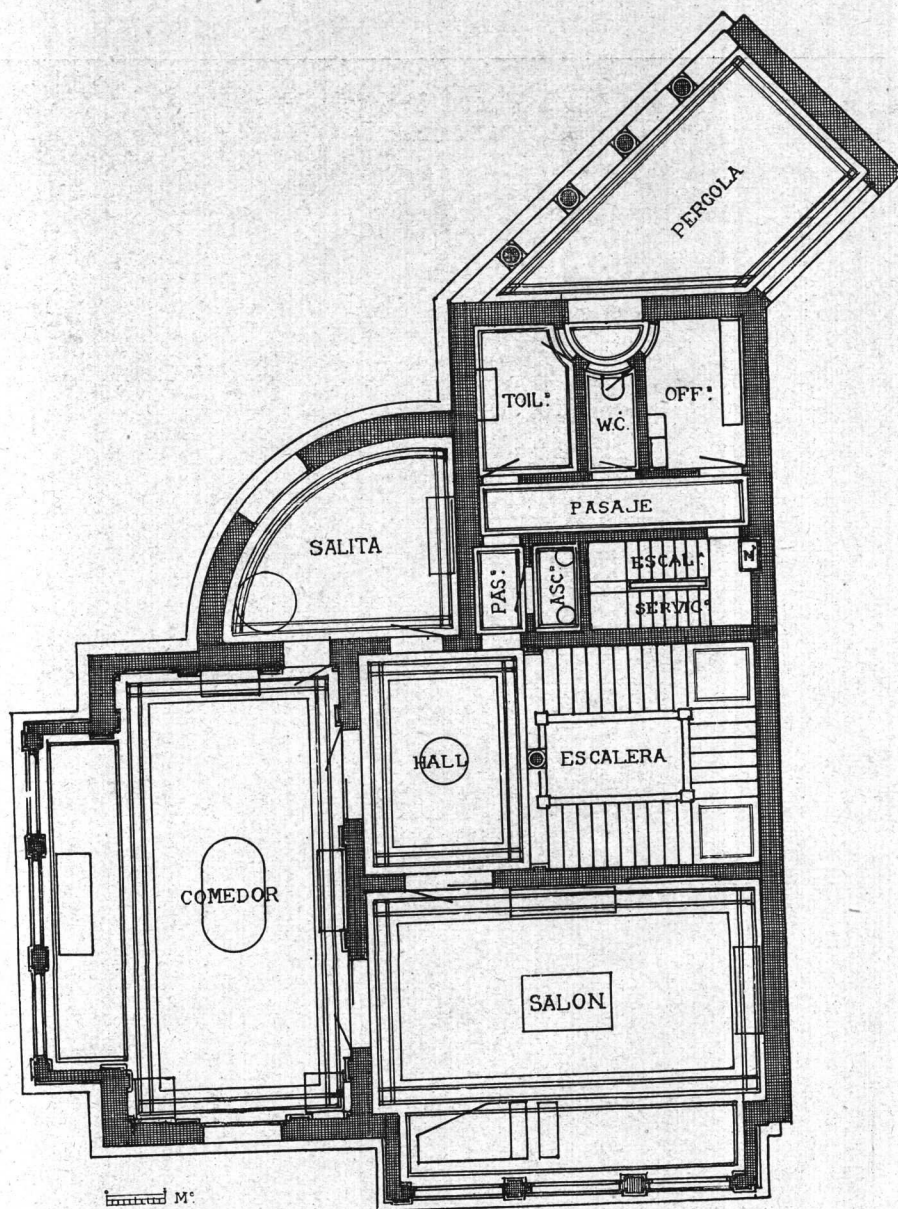 PERGOLA
TOIL.ᵉ
W.C.
OFF.ᵉ
PASAJE
SALITA
PAS.ᵉ
ASC.ʳ
ESCAL.ᵃ
SERVIC.º
HALL
ESCALERA
COMEDOR
SALON
M.ˢ